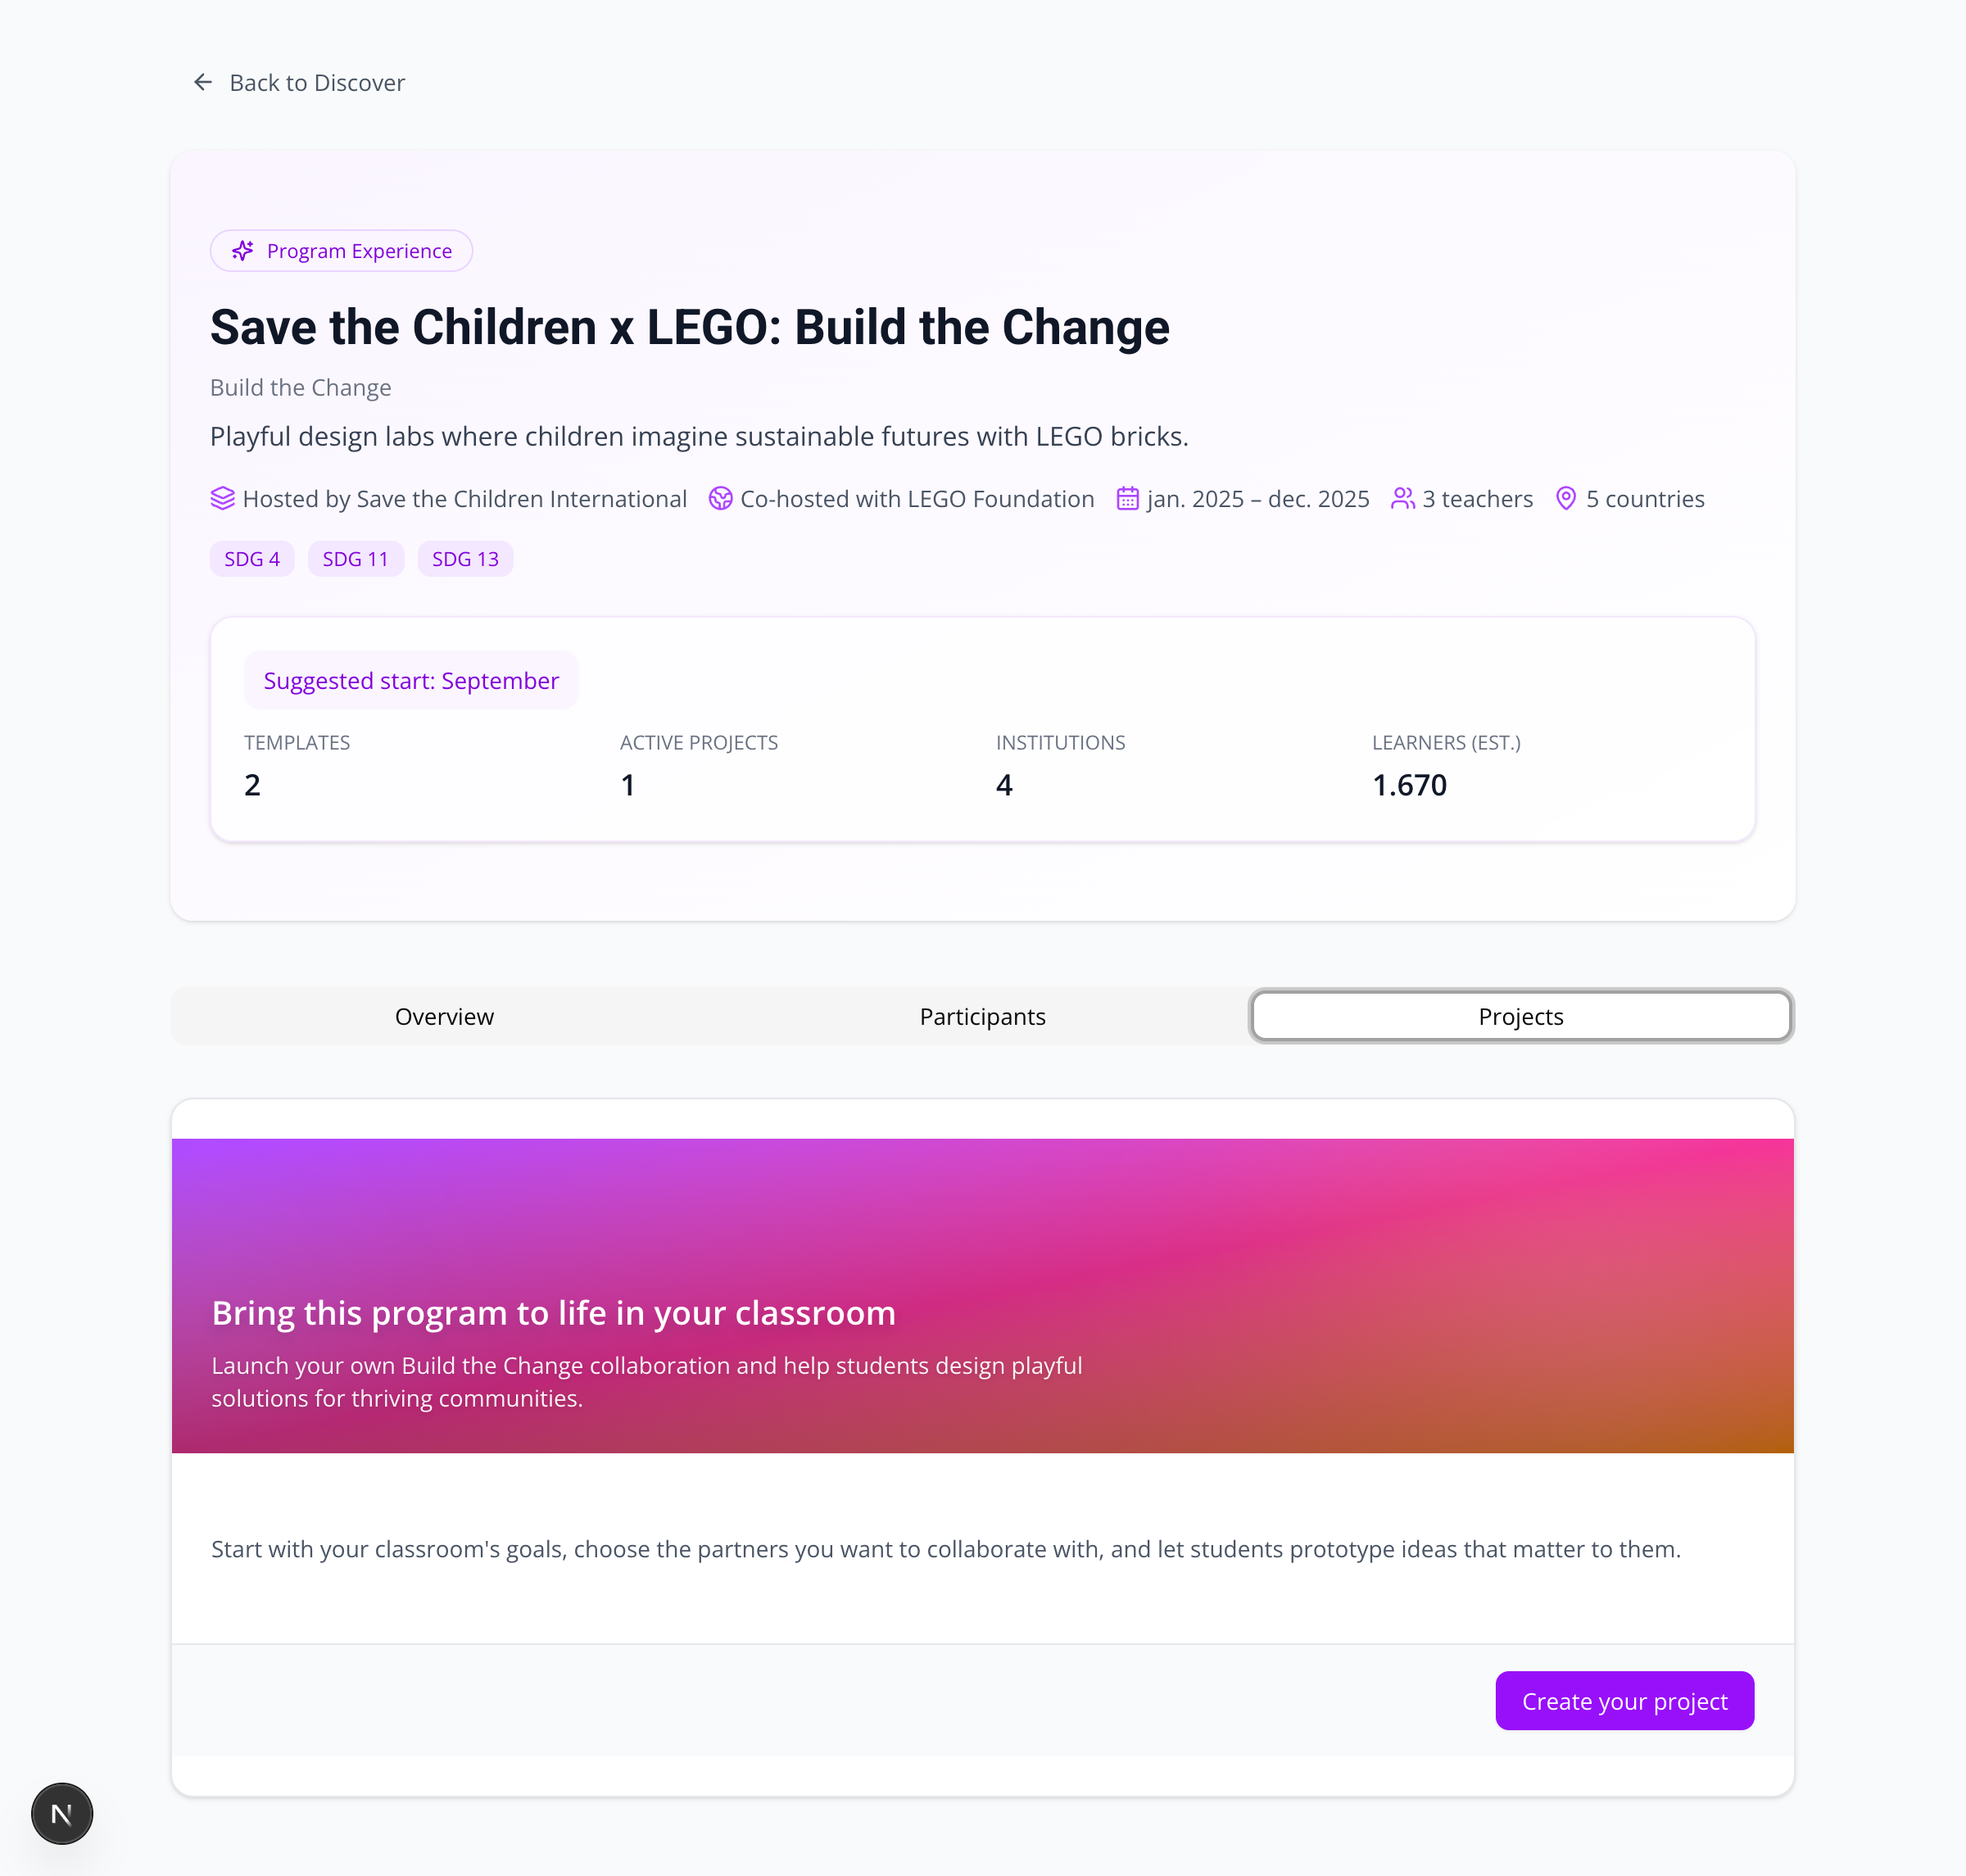 Back to Discover
Program Experience
Save the Children x LEGO: Build the Change
Build the Change
Playful design labs where children imagine sustainable futures with LEGO bricks.
Hosted by Save the Children International Co-hosted with LEGO Foundation jan. 2025 – dec. 2025 3 teachers 5 countries
SDG 4 SDG 11 SDG 13
Suggested start: September
TEMPLATES ACTIVE PROJECTS INSTITUTIONS LEARNERS (EST.)
2 1 4 1.670
Overview Participants Projects
Bring this program to life in your classroom
Launch your own Build the Change collaboration and help students design playful
solutions for thriving communities.
Start with your classroom's goals, choose the partners you want to collaborate with, and let students prototype ideas that matter to them.
Create your project
N